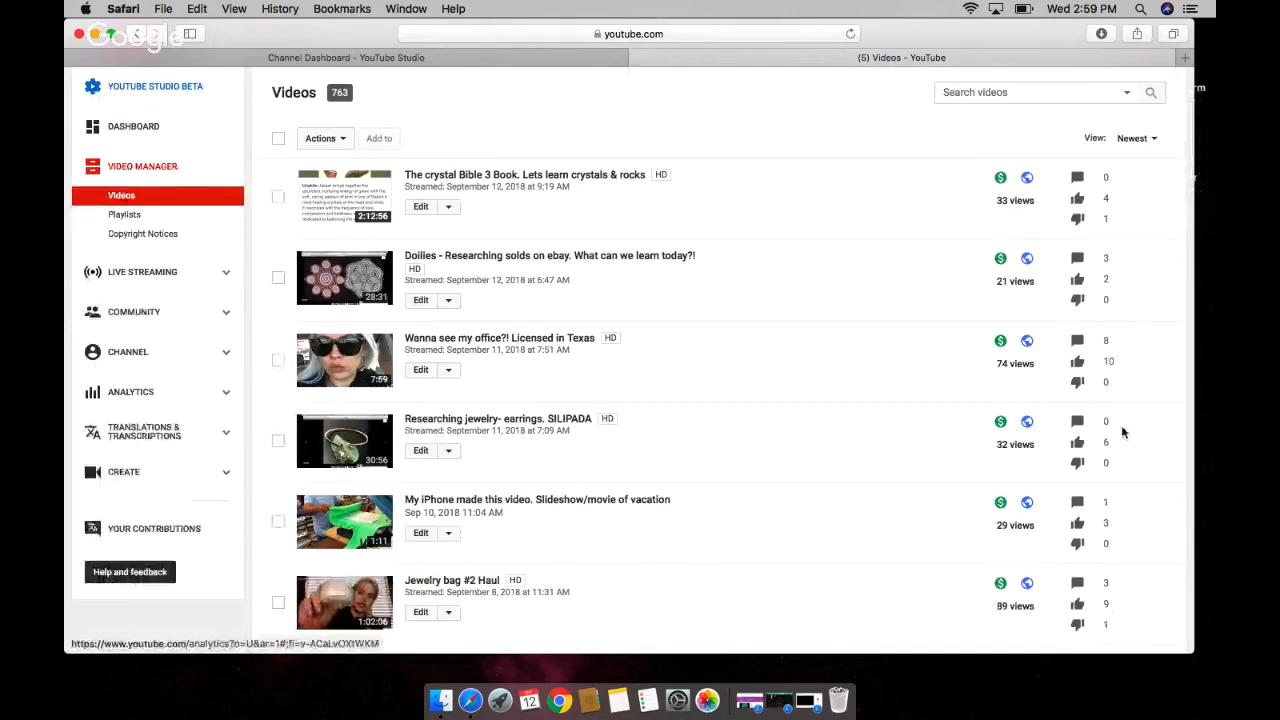 Safari File Edit View History Bookmarks Window Help Wed 2:59 PM
Google
youtube.com
Channel Dashboard - YouTube Studio
(5) Videos - YouTube
YOUTUBE STUDIO BETA
DASHBOARD
VIDEO MANAGER
Videos
Playlists
Copyright Notices
LIVE STREAMING
COMMUNITY
CHANNEL
ANALYTICS
TRANSLATIONS &
TRANSCRIPTIONS
CREATE
YOUR CONTRIBUTIONS
Help and feedback
Videos 763
Search videos
Actions Add to
View: Newest
The crystal Bible 3 Book. Lets learn crystals & rocks HD
Streamed: September 12, 2018 at 9:19 AM
Edit
2:12:56
33 views
0
4
1
Doilies - Researching solds on ebay. What can we learn today?!
HD
Streamed: September 12, 2018 at 6:47 AM
Edit
28:31
21 views
3
2
0
Wanna see my office?! Licensed in Texas HD
Streamed: September 11, 2018 at 7:51 AM
Edit
7:59
74 views
8
10
0
Researching jewelry- earrings. SILIPADA HD
Streamed: September 11, 2018 at 7:09 AM
Edit
30:56
32 views
0
6
0
My iPhone made this video. Slideshow/movie of vacation
Sep 10, 2018 11:04 AM
Edit
1:11
29 views
1
3
0
Jewelry bag #2 Haul HD
Streamed: September 8, 2018 at 11:31 AM
Edit
1:02:06
89 views
3
9
1
rm
12